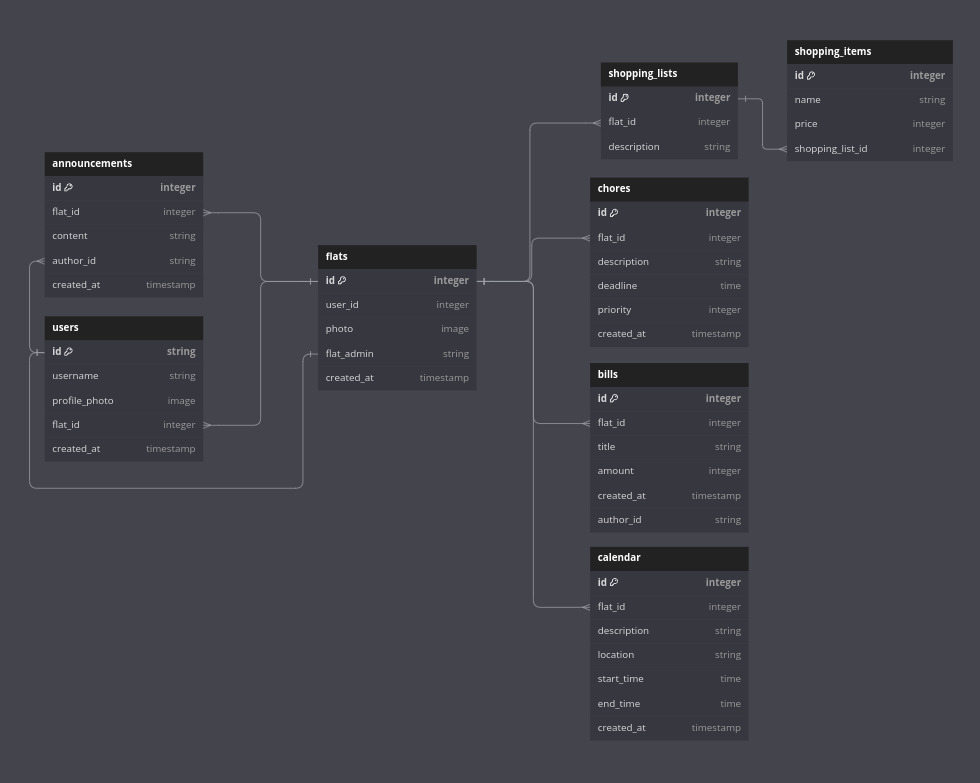 announcements
id integer
flat_id integer
content string
author_id string
created_at timestamp
users
id string
username string
profile_photo image
flat_id integer
created_at timestamp
flats
id integer
user_id integer
photo image
flat_admin string
created_at timestamp
shopping_lists
id integer
flat_id integer
description string
shopping_items
id integer
name string
price integer
shopping_list_id integer
chores
id integer
flat_id integer
description string
deadline time
priority integer
created_at timestamp
bills
id integer
flat_id integer
title string
amount integer
created_at timestamp
author_id string
calendar
id integer
flat_id integer
description string
location string
start_time time
end_time time
created_at timestamp